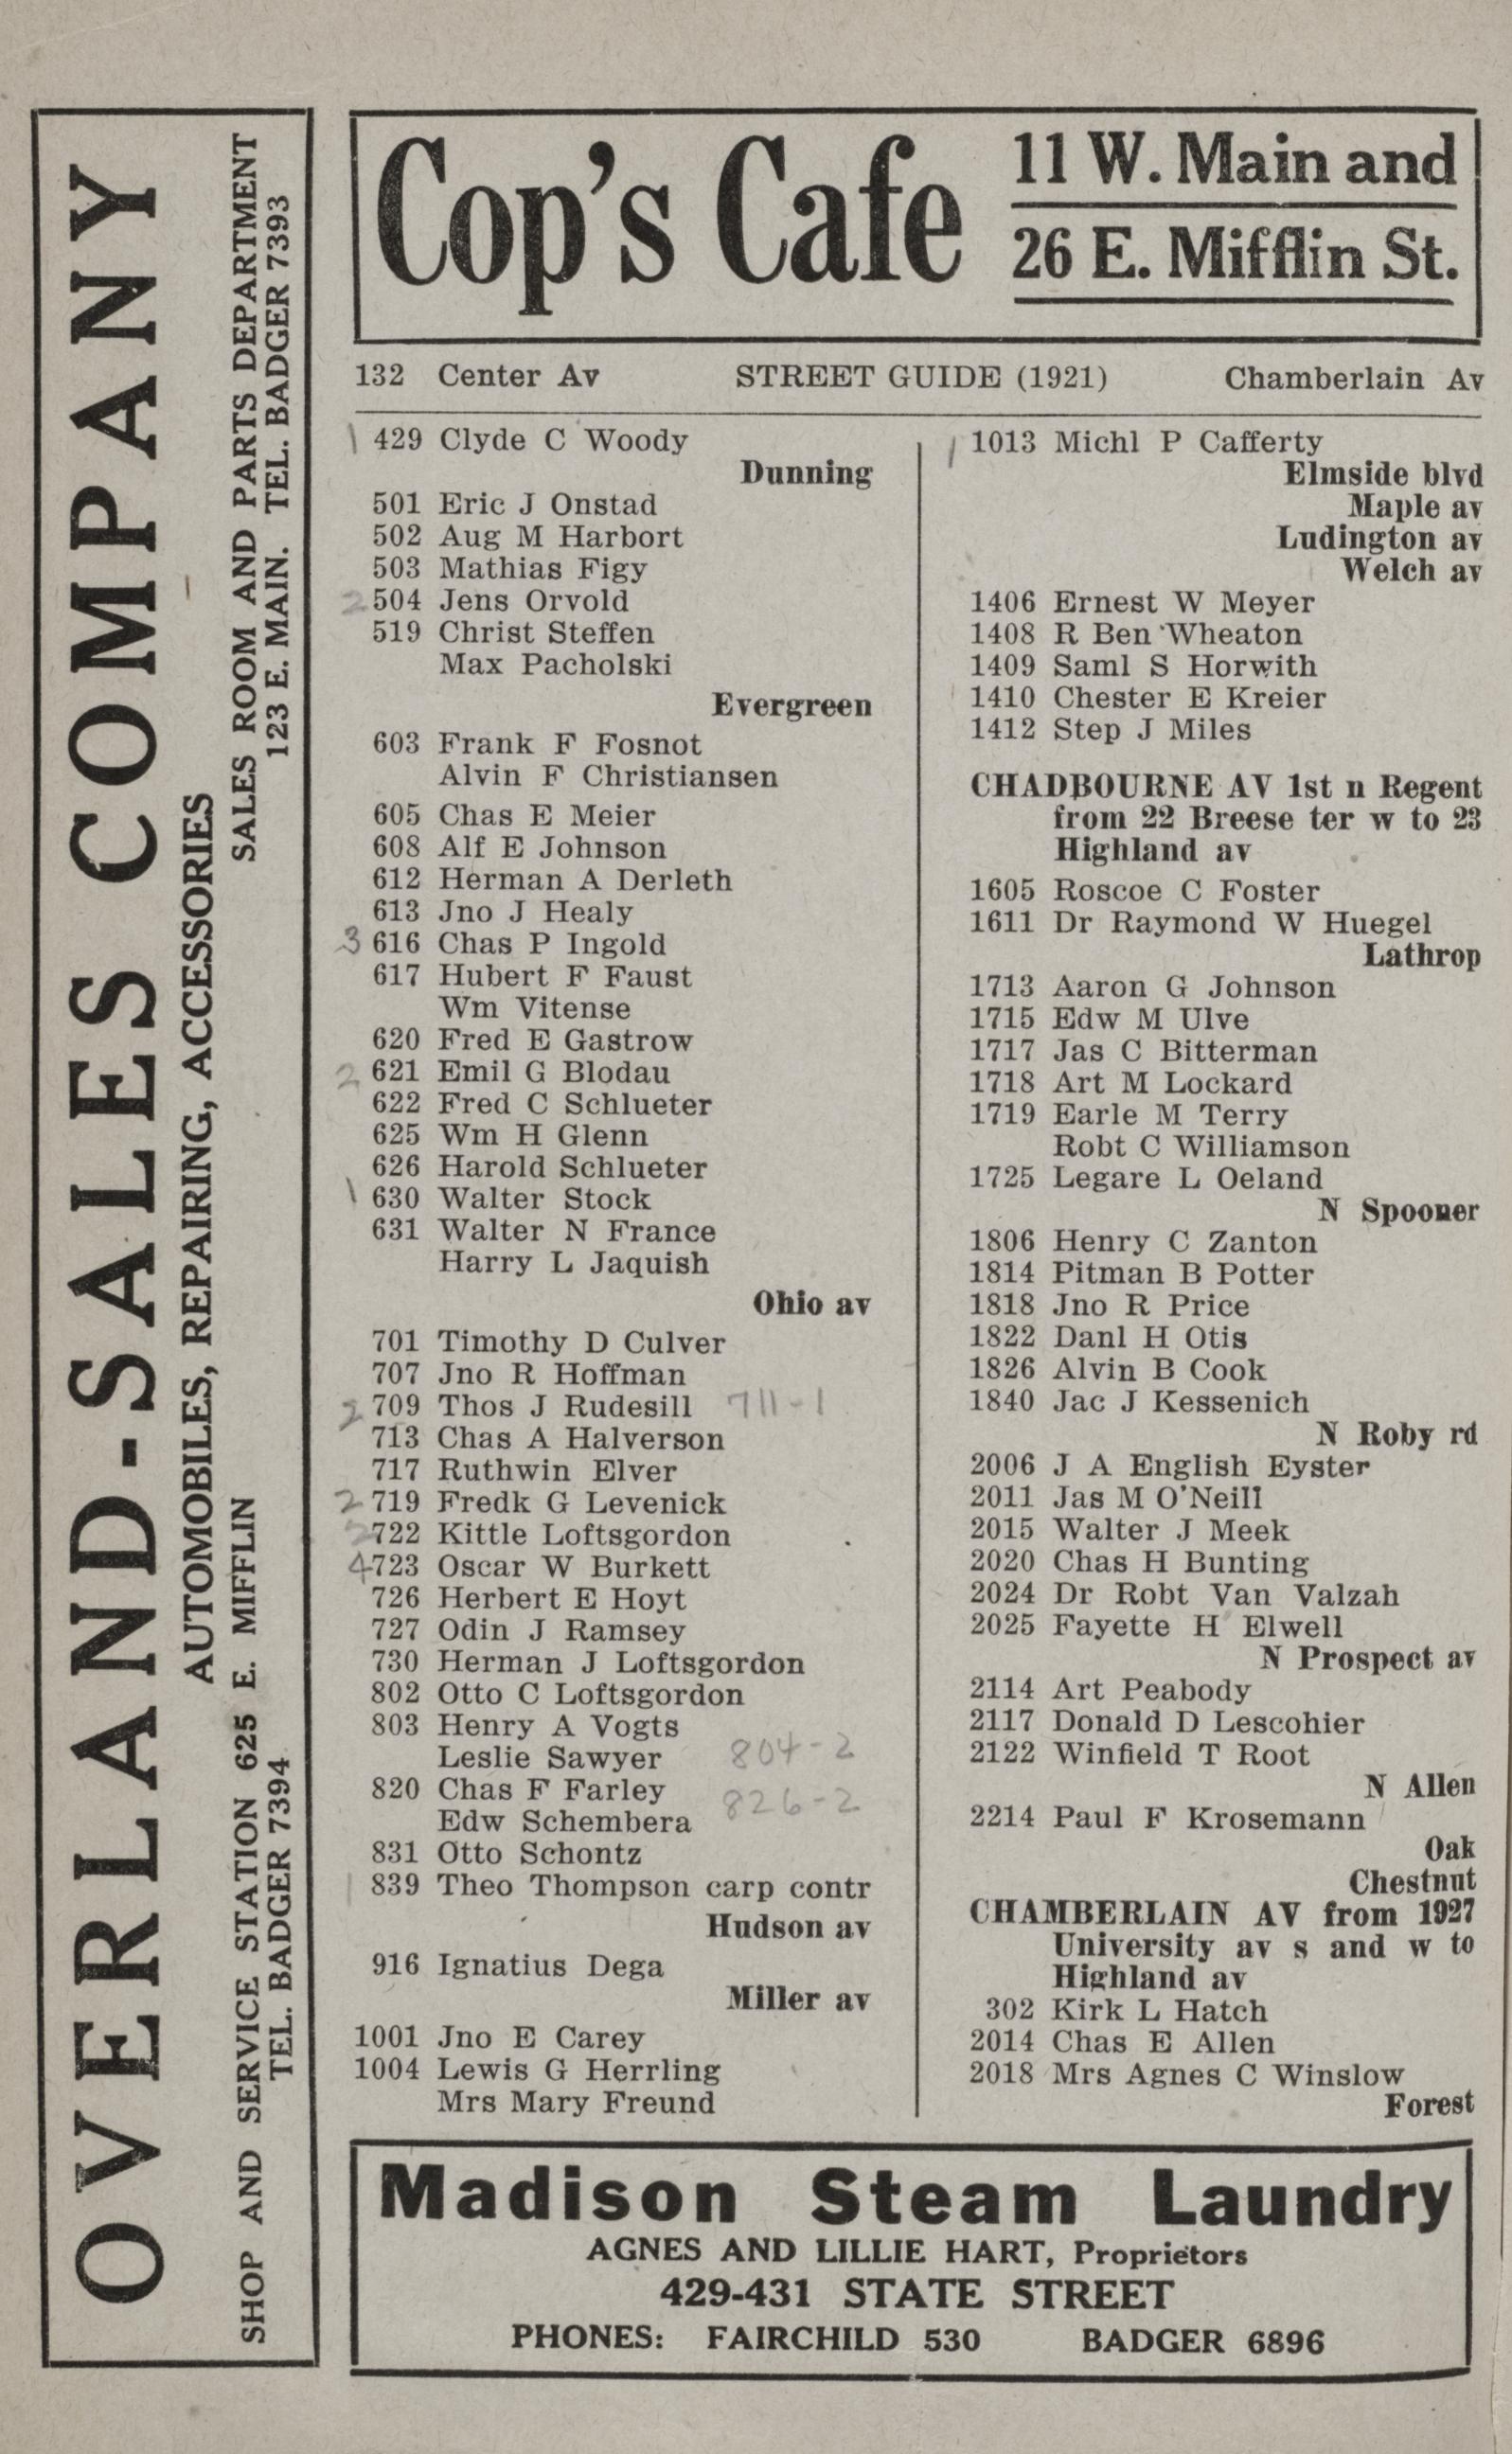 OVERLAND-SALES COMPANY
AUTOMOBILES, REPAIRING, ACCESSORIES
SALES ROOM AND PARTS DEPARTMENT
123 E. MAIN. TEL. BADGER 7393
SHOP AND SERVICE STATION 625 E. MIFFLIN
TEL. BADGER 7394
Cop's Cafe
11 W. Main and
26 E. Mifflin St.
132 Center Av STREET GUIDE (1921) Chamberlain Av
1 429 Clyde C Woody
Dunning
501 Eric J Onstad
502 Aug M Harbort
503 Mathias Figy
2 504 Jens Orvold
519 Christ Steffen
Max Pacholski
Evergreen
603 Frank F Fosnot
Alvin F Christiansen
605 Chas E Meier
608 Alf E Johnson
612 Herman A Derleth
613 Jno J Healy
3 616 Chas P Ingold
617 Hubert F Faust
Wm Vitense
620 Fred E Gastrow
2 621 Emil G Blodau
622 Fred C Schlueter
625 Wm H Glenn
626 Harold Schlueter
1 630 Walter Stock
631 Walter N France
Harry L Jaquish
Ohio av
701 Timothy D Culver
707 Jno R Hoffman
2 709 Thos J Rudesill 711-1
713 Chas A Halverson
717 Ruthwin Elver
2 719 Fredk G Levenick
2 722 Kittle Loftsgordon
4 723 Oscar W Burkett
726 Herbert E Hoyt
727 Odin J Ramsey
730 Herman J Loftsgordon
802 Otto C Loftsgordon
803 Henry A Vogts
Leslie Sawyer 804-2
820 Chas F Farley
826-2
Edw Schembera
831 Otto Schontz
1 839 Theo Thompson carp contr
Hudson av
916 Ignatius Dega
Miller av
1001 Jno E Carey
1004 Lewis G Herrling
Mrs Mary Freund
1 1013 Michl P Cafferty
Elmside blvd
Maple av
Ludington av
Welch av
1406 Ernest W Meyer
1408 R Ben Wheaton
1409 Saml S Horwith
1410 Chester E Kreier
1412 Step J Miles
CHADBOURNE AV 1st n Regent
from 22 Breese ter w to 23
Highland av
1605 Roscoe C Foster
1611 Dr Raymond W Huegel
Lathrop
1713 Aaron G Johnson
1715 Edw M Ulve
1717 Jas C Bitterman
1718 Art M Lockard
1719 Earle M Terry
Robt C Williamson
1725 Legare L Oeland
N Spooner
1806 Henry C Zanton
1814 Pitman B Potter
1818 Jno R Price
1822 Danl H Otis
1826 Alvin B Cook
1840 Jac J Kessenich
N Roby rd
2006 J A English Eyster
2011 Jas M O'Neill
2015 Walter J Meek
2020 Chas H Bunting
2024 Dr Robt Van Valzah
2025 Fayette H Elwell
N Prospect av
2114 Art Peabody
2117 Donald D Lescohier
2122 Winfield T Root
N Allen
2214 Paul F Krosemann
Oak
Chestnut
CHAMBERLAIN AV from 1927
University av s and w to
Highland av
302 Kirk L Hatch
2014 Chas E Allen
2018 Mrs Agnes C Winslow
Forest
Madison Steam Laundry
AGNES AND LILLIE HART, Proprietors
429-431 STATE STREET
PHONES: FAIRCHILD 530 BADGER 6896